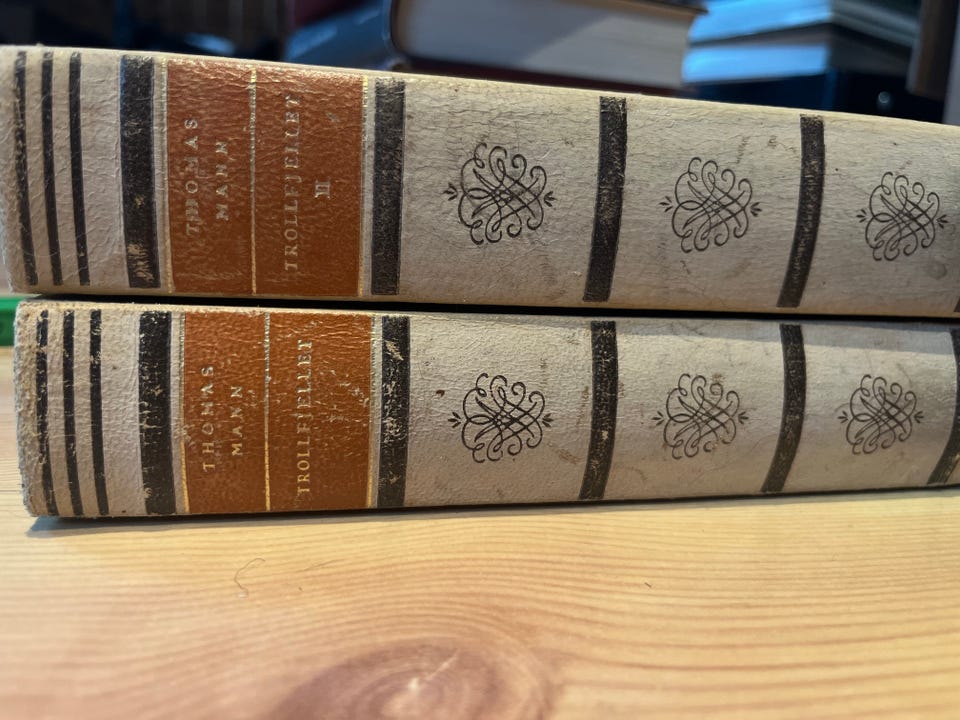 THOMAS
MANN
TROLLFJELLET
II
THOMAS
MANN
TROLLFJELLET
I